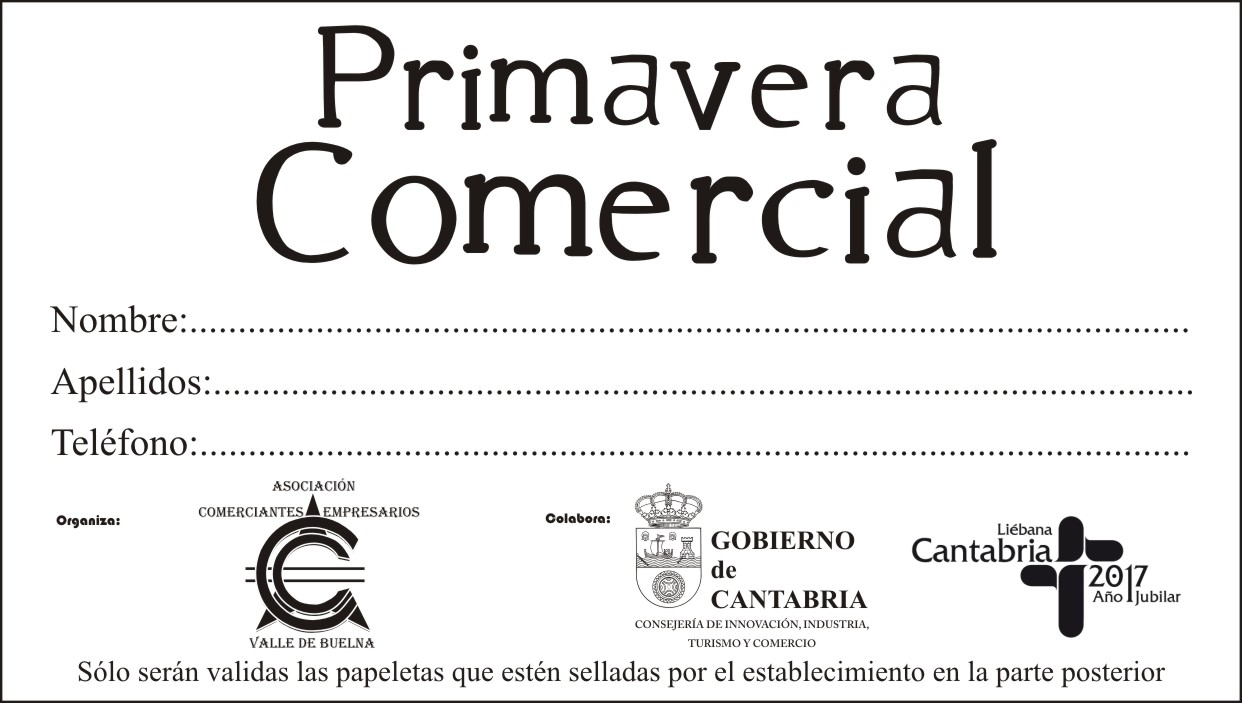 Primavera
Comercial
Nombre:....................................................................................................
Apellidos:..................................................................................................
Teléfono:...................................................................................................
Organiza:
ASOCIACIÓN
COMERCIANTES EMPRESARIOS
VALLE DE BUELNA
Colabora:
GOBIERNO
de
CANTABRIA
CONSEJERÍA DE INNOVACIÓN, INDUSTRIA,
TURISMO Y COMERCIO
Liébana
Cantabria
2017
Año Jubilar
Sólo serán validas las papeletas que estén selladas por el establecimiento en la parte posterior